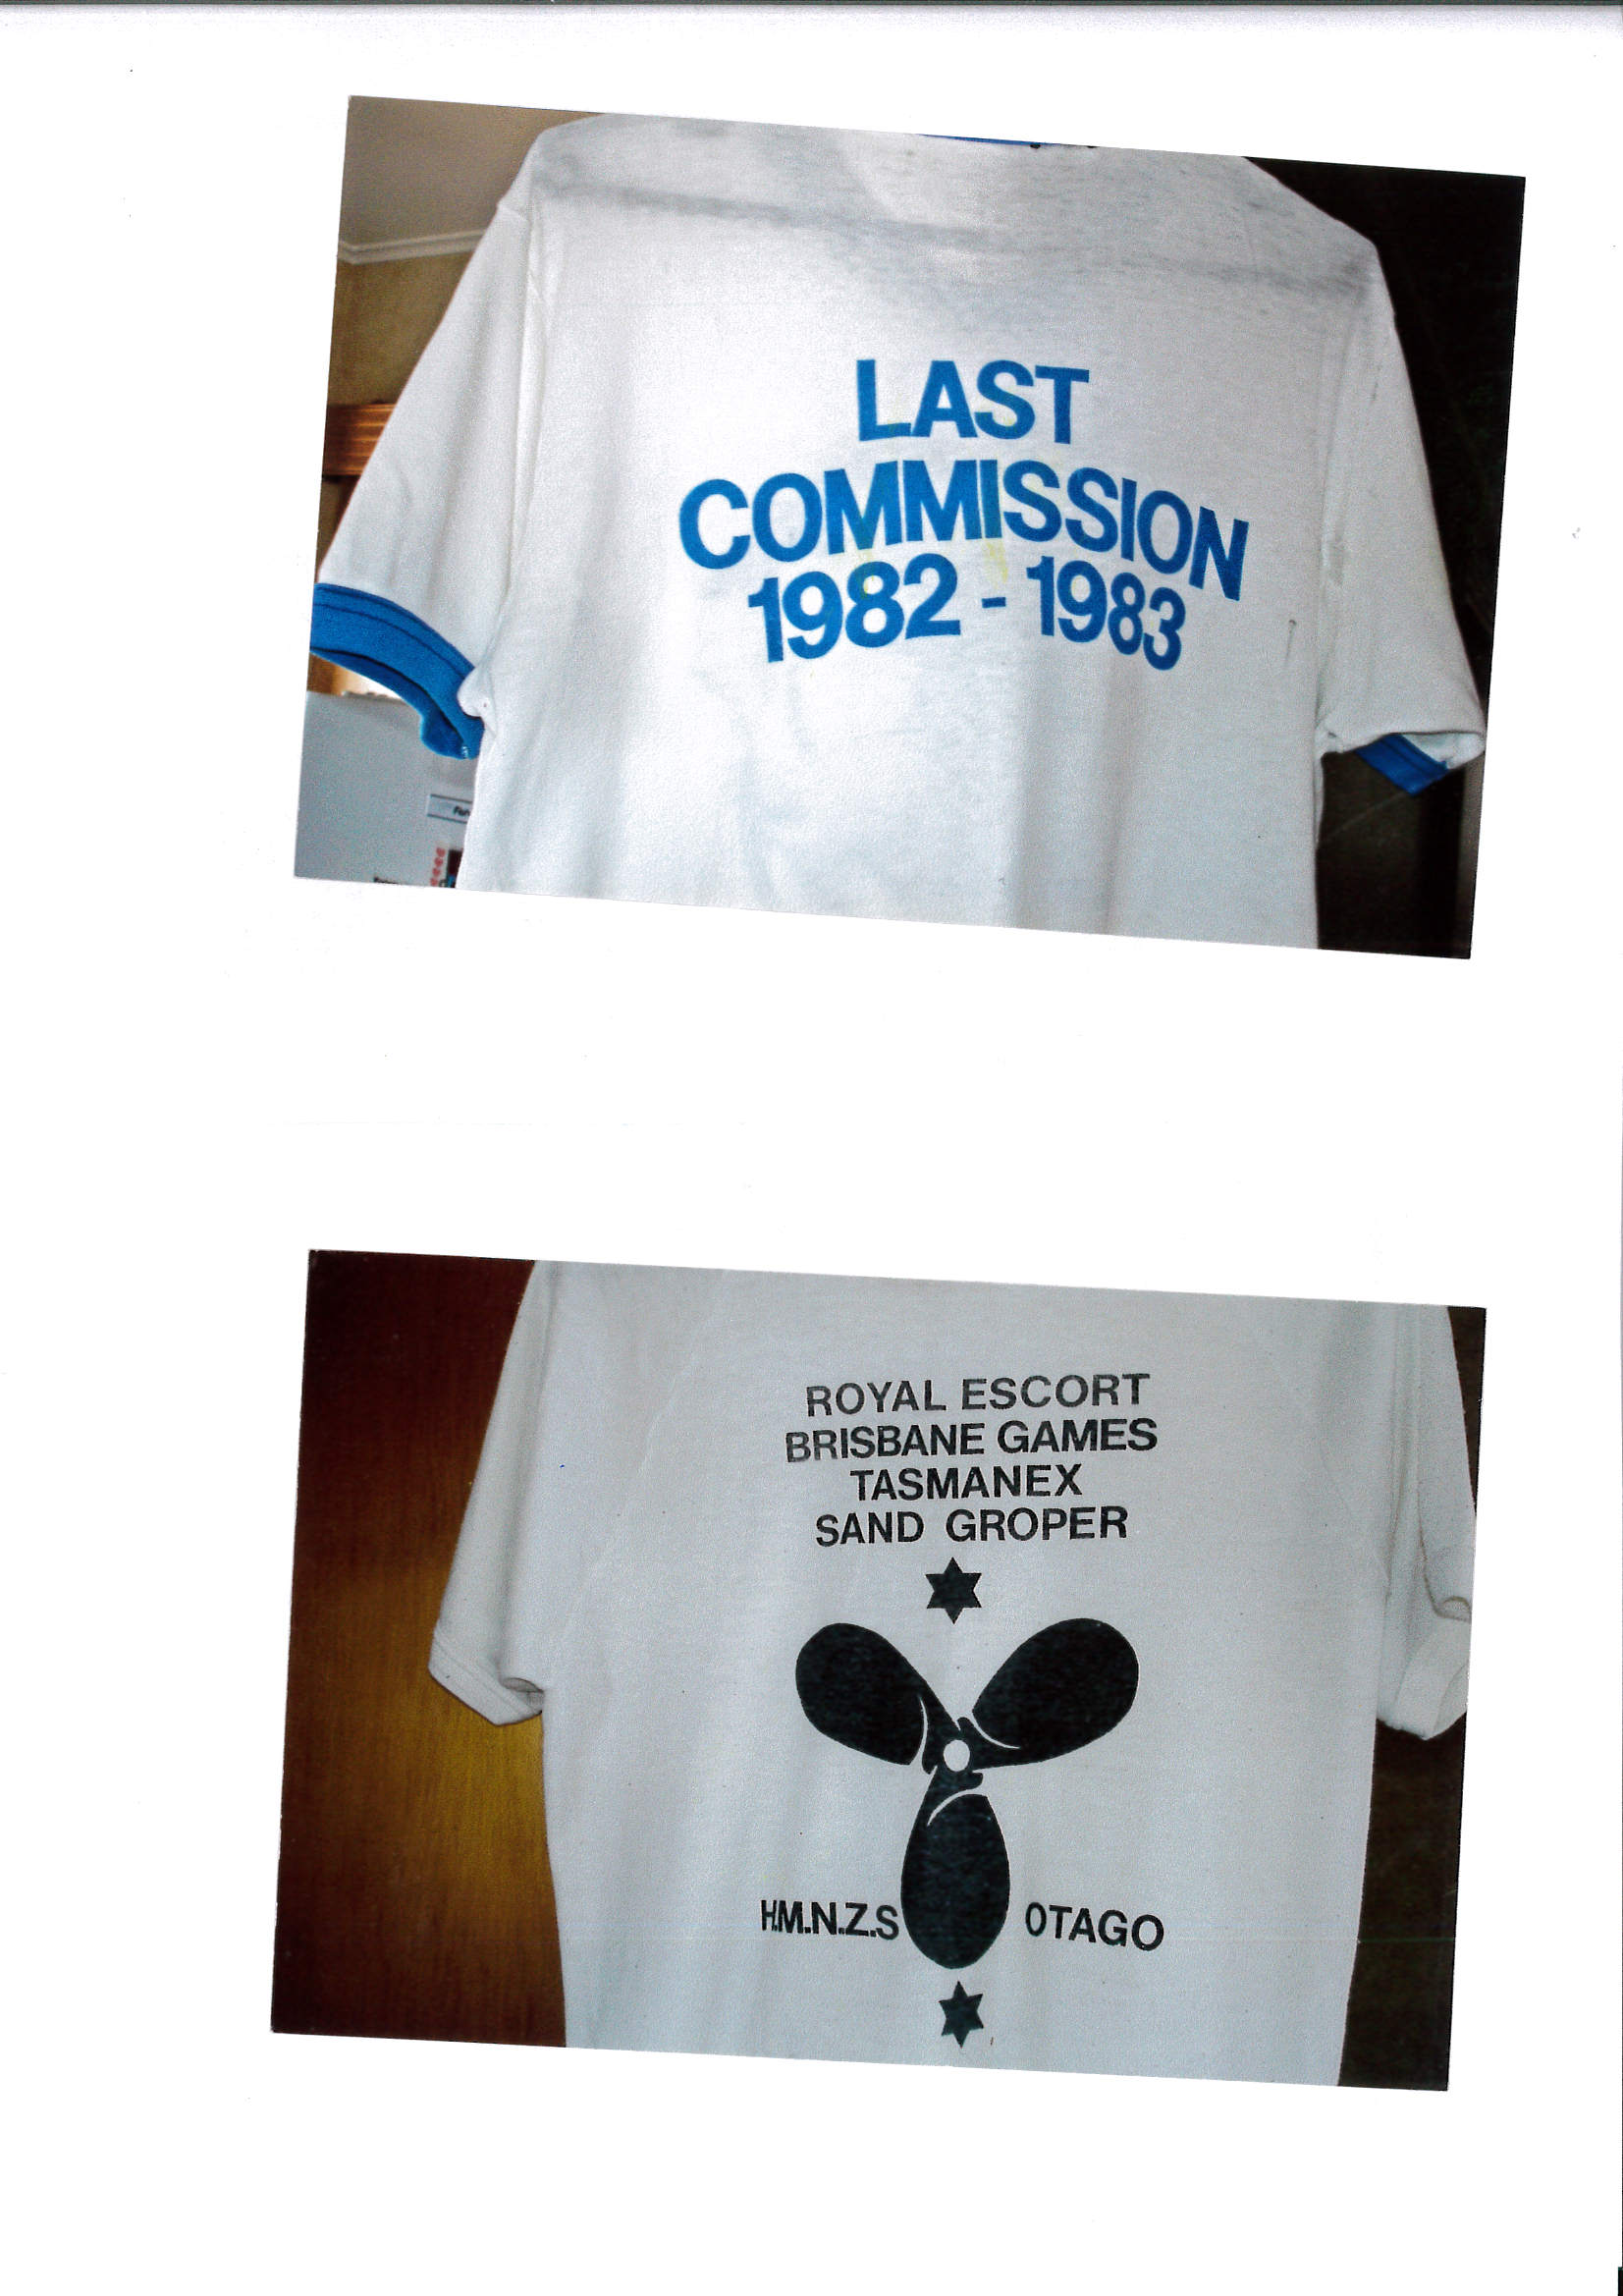 LAST
COMMISSION
1982 - 1983
ROYAL ESCORT
BRISBANE GAMES
TASMANEX
SAND GROPER
H.M.N.Z.S OTAGO